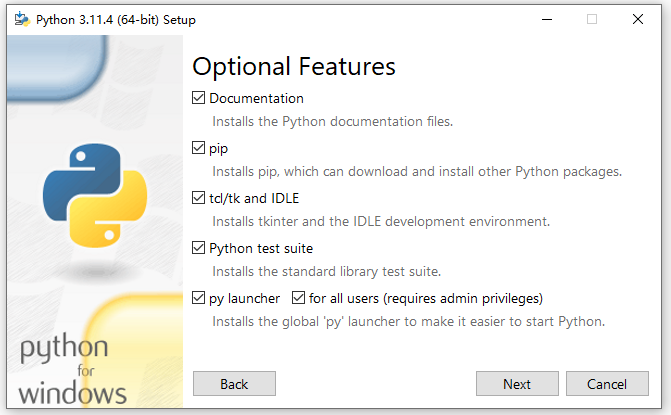 Python 3.11.4 (64-bit) Setup
Optional Features
Documentation
Installs the Python documentation files.
pip
Installs pip, which can download and install other Python packages.
tcl/tk and IDLE
Installs tkinter and the IDLE development environment.
Python test suite
Installs the standard library test suite.
py launcher for all users (requires admin privileges)
Installs the global 'py' launcher to make it easier to start Python.
python
for
windows
Back Next Cancel